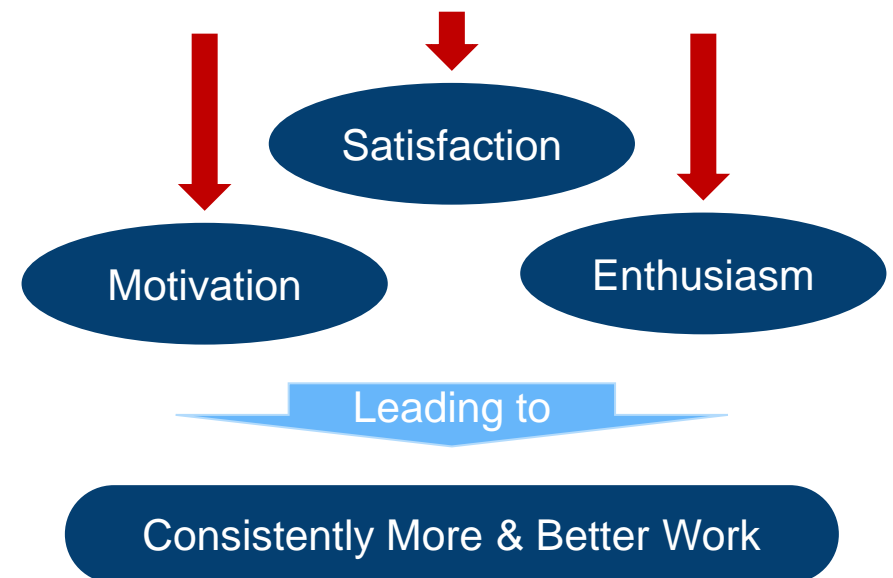 Satisfaction
Motivation
Enthusiasm
Leading to
Consistently More & Better Work